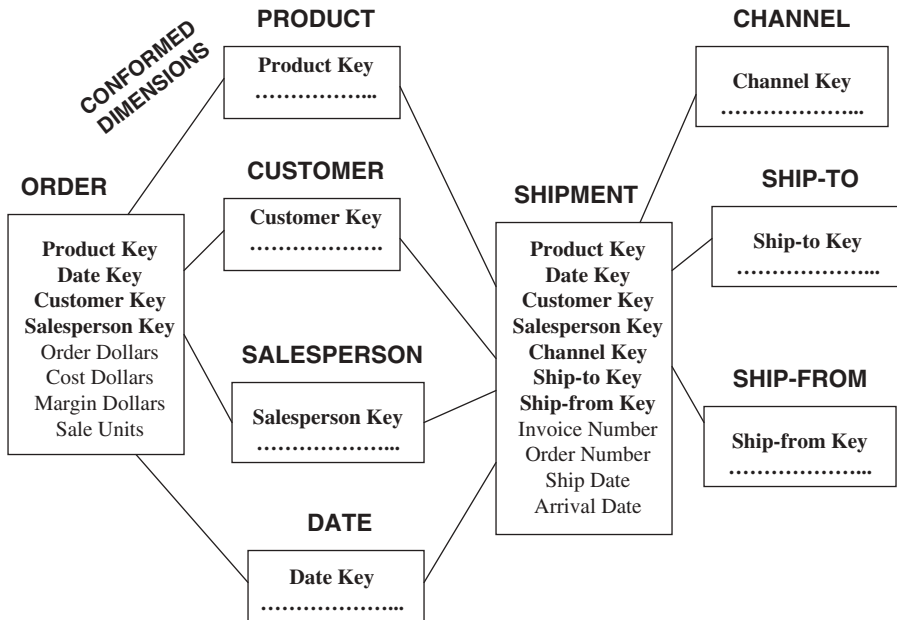 CONFORMED
DIMENSIONS
PRODUCT
Product Key
……………...
CUSTOMER
Customer Key
……………….
SALESPERSON
Salesperson Key
………………...
DATE
Date Key
………………...
ORDER
Product Key
Date Key
Customer Key
Salesperson Key
Order Dollars
Cost Dollars
Margin Dollars
Sale Units
SHIPMENT
Product Key
Date Key
Customer Key
Salesperson Key
Channel Key
Ship-to Key
Ship-from Key
Invoice Number
Order Number
Ship Date
Arrival Date
CHANNEL
Channel Key
………………...
SHIP-TO
Ship-to Key
………………...
SHIP-FROM
Ship-from Key
………………...